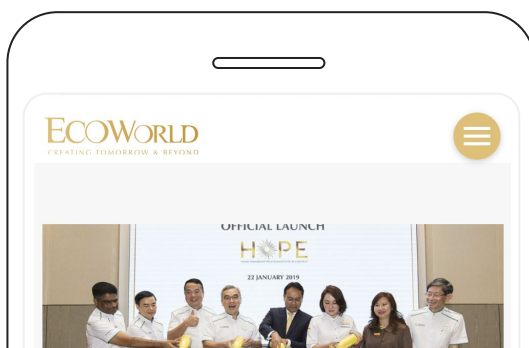 ECOWORLD
CREATING TOMORROW & BEYOND
OFFICIAL LAUNCH
HOPE
22 JANUARY 2019